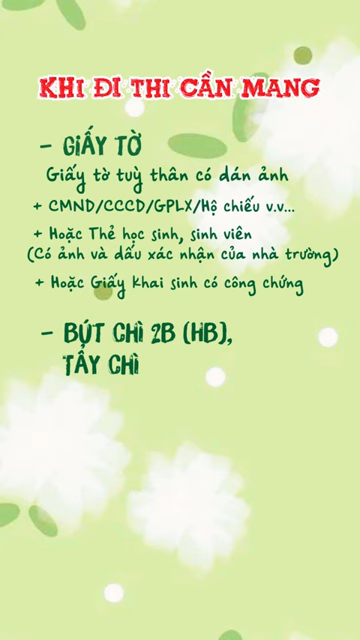 KHI ĐI THI CẦN MANG
- GIẤY TỜ
Giấy tờ tuỳ thân có dán ảnh
+ CMND/CCCD/GPLX/Hộ chiếu v.v...
+ Hoặc Thẻ học sinh, sinh viên
(Có ảnh và dấu xác nhận của nhà trường)
+ Hoặc Giấy khai sinh có công chứng
- BÚT CHÌ 2B (HB),
TẨY CHÌ